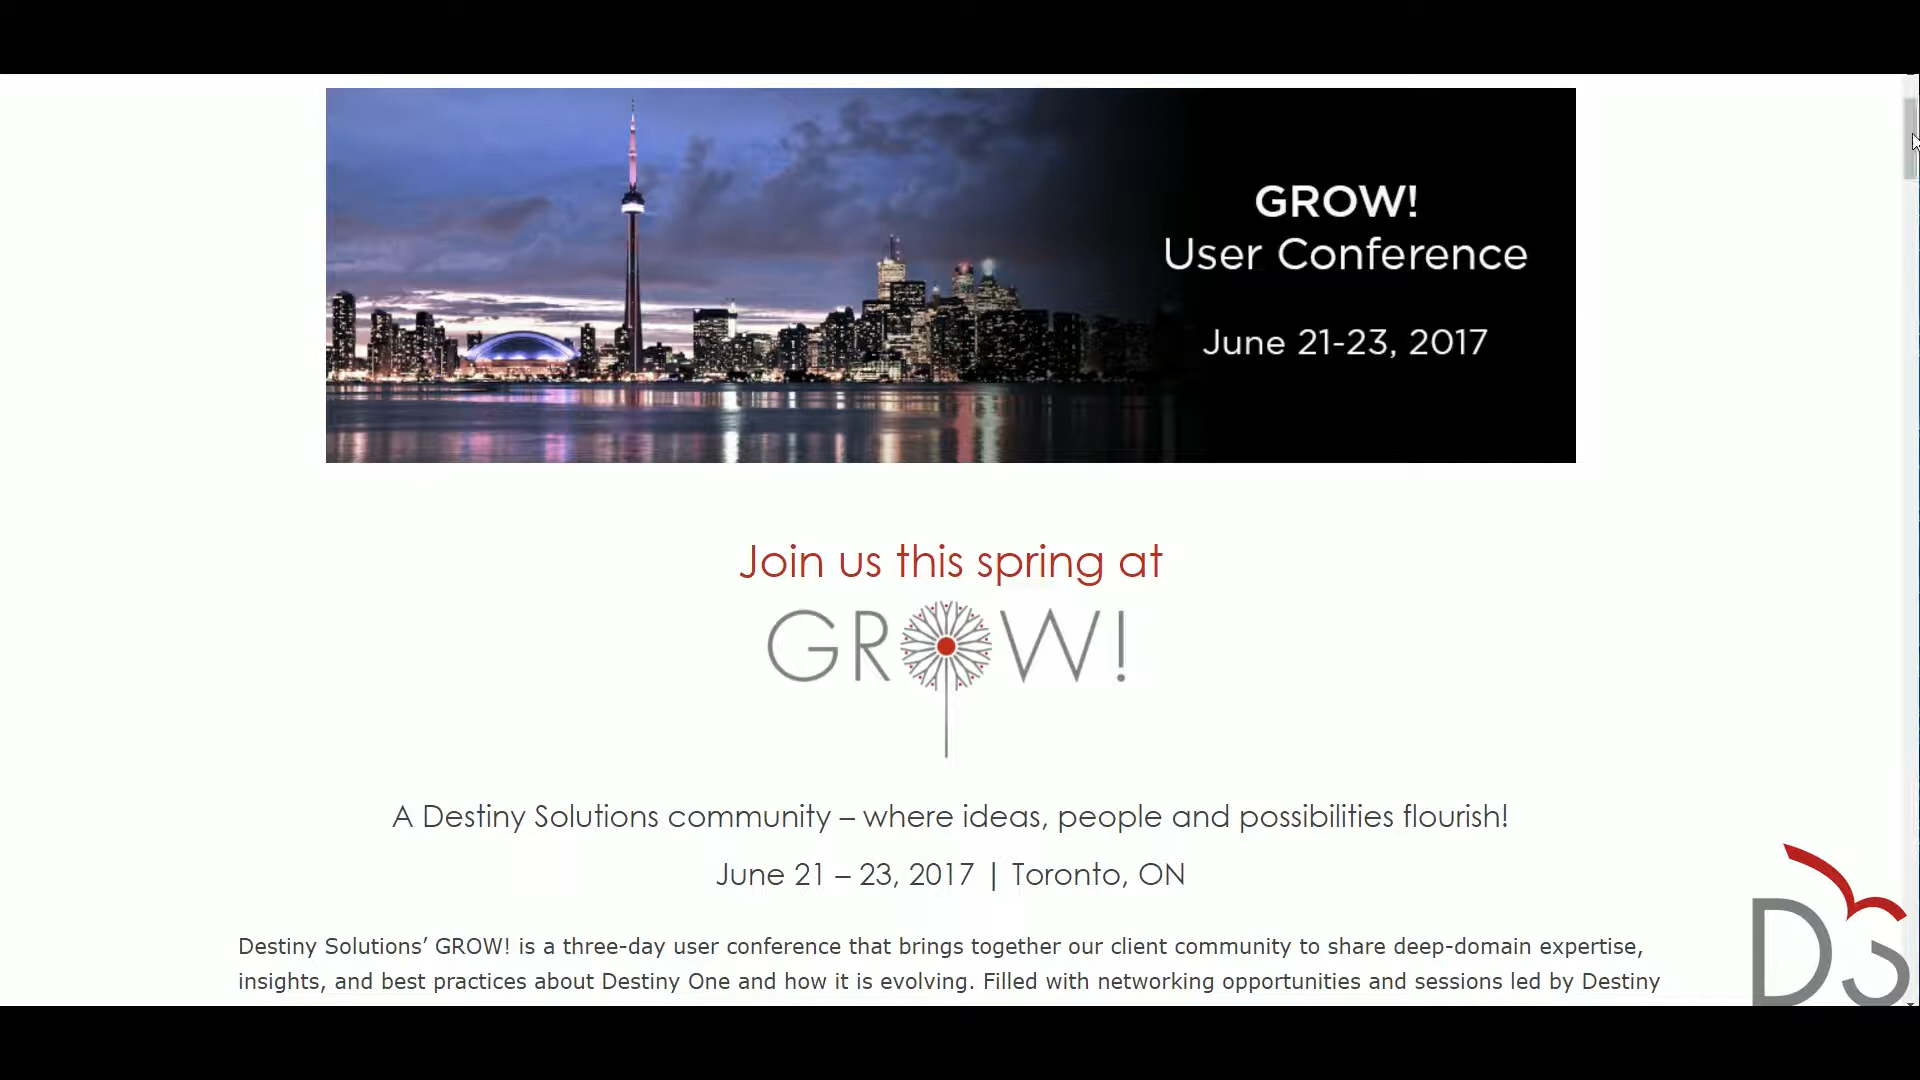 GROW!
User Conference
June 21-23, 2017
Join us this spring at
GROW!
A Destiny Solutions community – where ideas, people and possibilities flourish!
June 21 – 23, 2017 | Toronto, ON
Destiny Solutions’ GROW! is a three-day user conference that brings together our client community to share deep-domain expertise,
insights, and best practices about Destiny One and how it is evolving. Filled with networking opportunities and sessions led by Destiny
DS